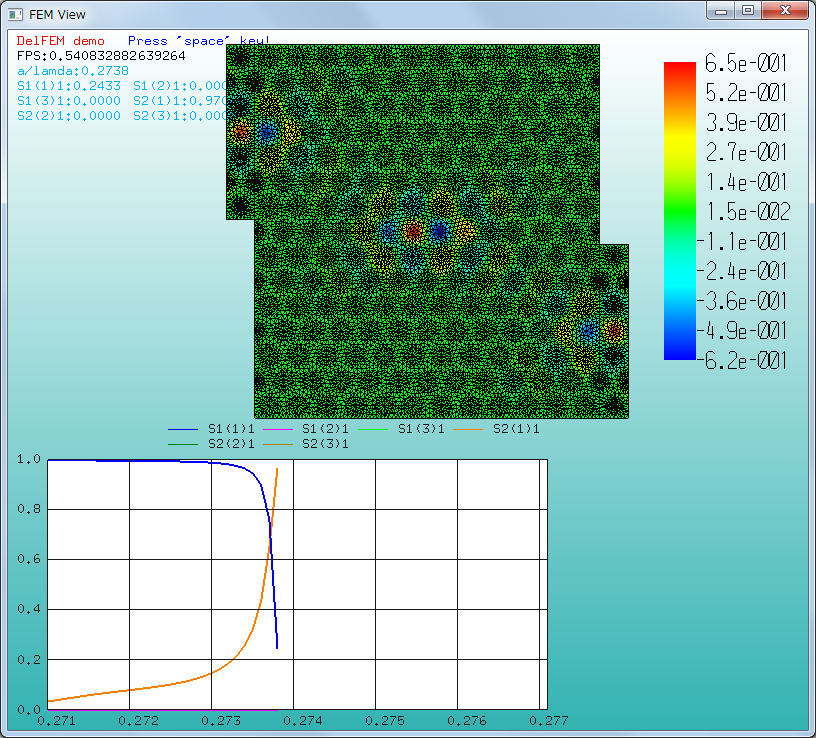 FEM View
DelFEM demo Press 'space' key!
FPS:0.540832882639264
a/lamda:0.2738
S1(1)1:0.2433 S1(2)1:0.000
S1(3)1:0.0000 S2(1)1:0.970
S2(2)1:0.0000 S2(3)1:0.000
6.5e-001
5.2e-001
3.9e-001
2.7e-001
1.4e-001
1.5e-002
-1.1e-001
-2.4e-001
-3.6e-001
-4.9e-001
-6.2e-001
S1(1)1 S1(2)1 S1(3)1 S2(1)1
S2(2)1 S2(3)1
1.0
0.8
0.6
0.4
0.2
0.0
0.271 0.272 0.273 0.274 0.275 0.276 0.277